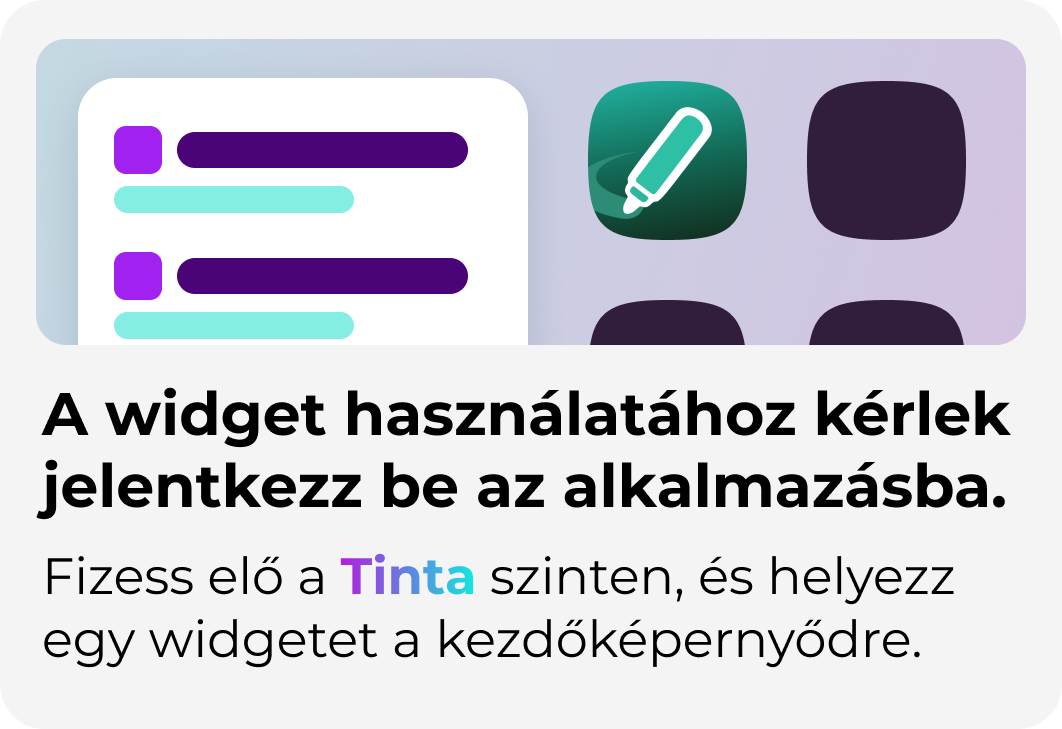 A widget használatához kérlek
jelentkezz be az alkalmazásba.
Fizess elő a Tinta szinten, és helyezz
egy widgetet a kezdőképernyődre.